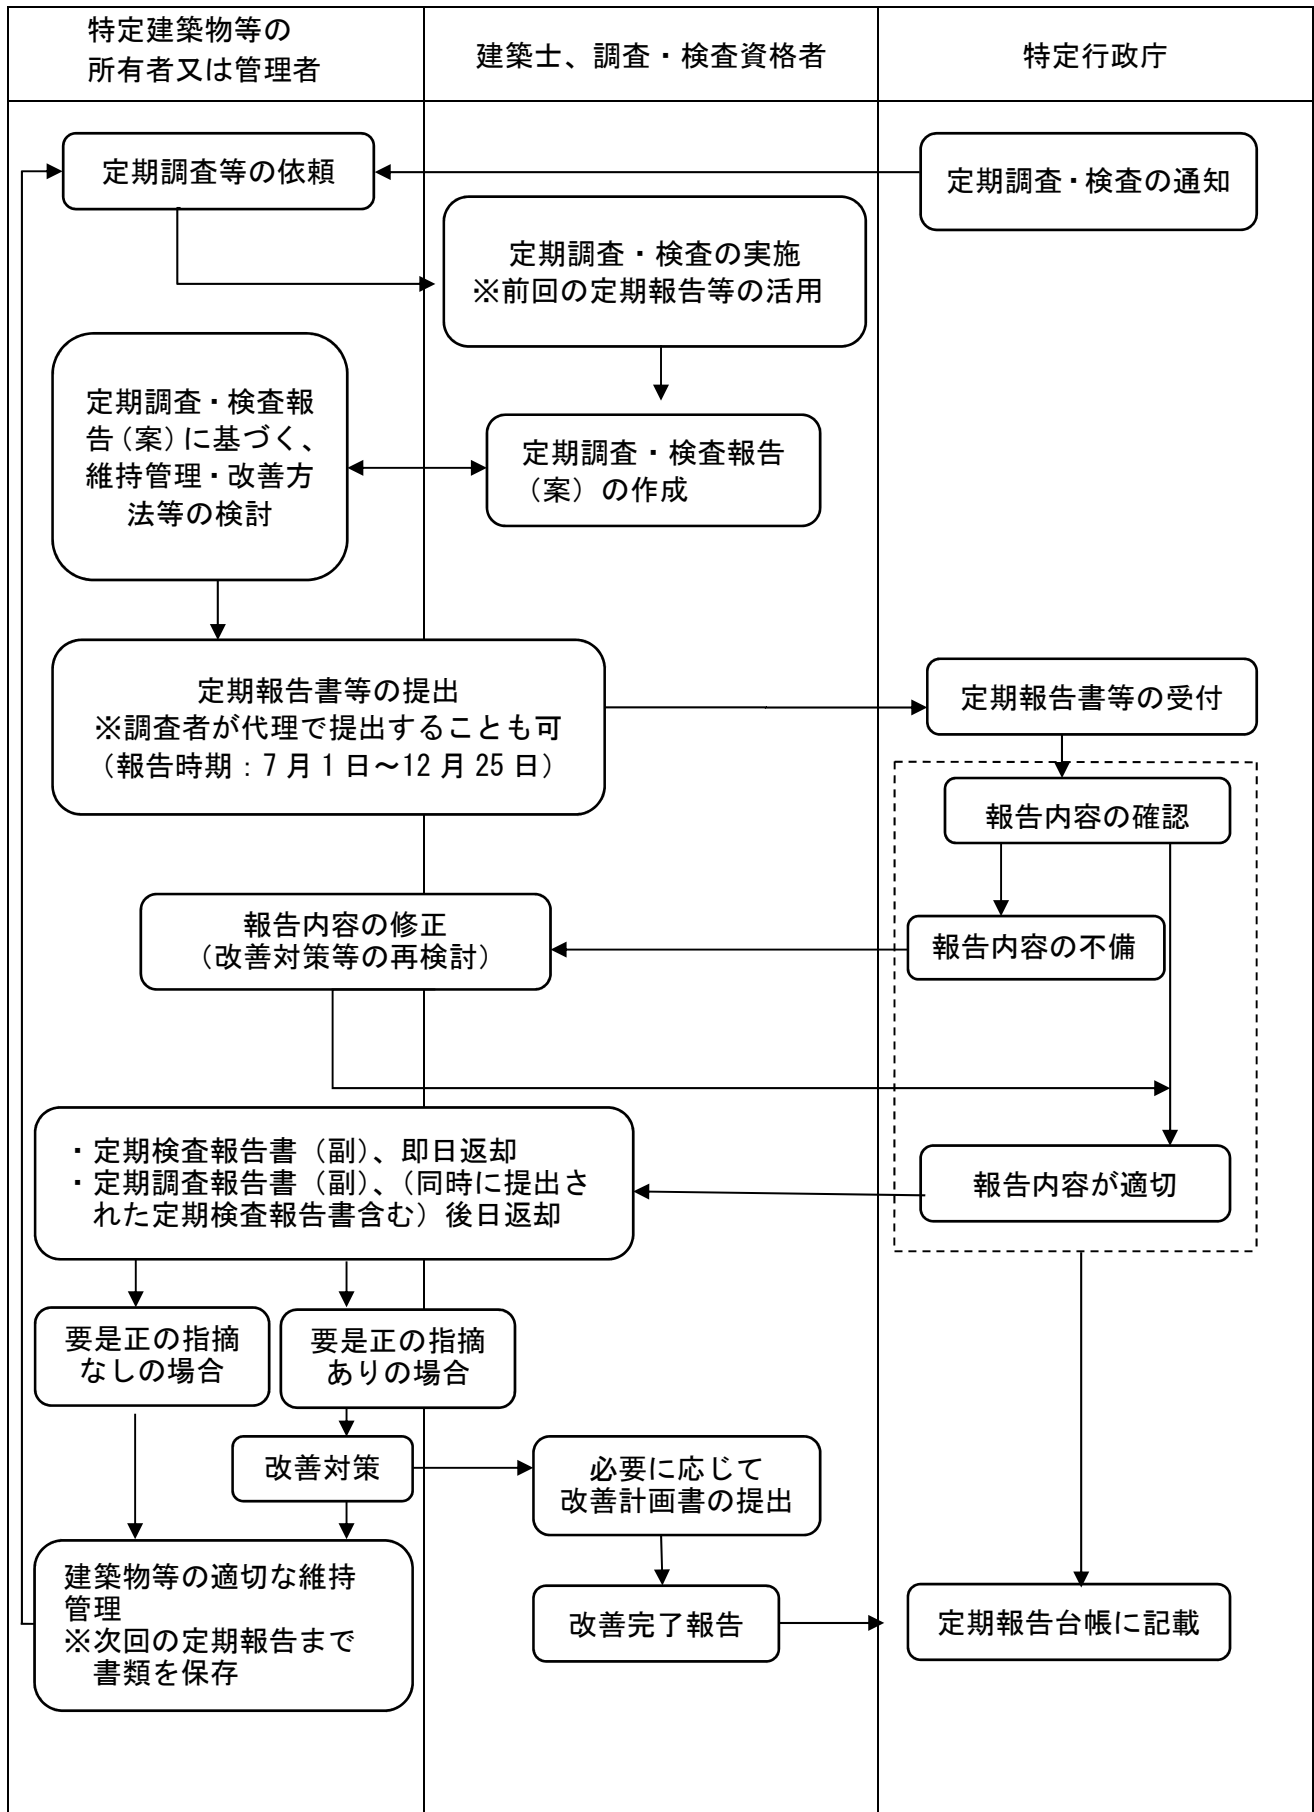 特定建築物等の
所有者又は管理者
建築士、調査・検査資格者
特定行政庁
定期調査等の依頼
定期調査・検査の通知
定期調査・検査の実施
※前回の定期報告等の活用
定期調査・検査報
告（案）に基づく、
維持管理・改善方
法等の検討
定期調査・検査報告
（案）の作成
定期報告書等の提出
※調査者が代理で提出することも可
（報告時期：7 月 1 日～12 月 25 日）
定期報告書等の受付
報告内容の確認
報告内容の修正
（改善対策等の再検討）
報告内容の不備
・定期検査報告書（副）、即日返却
・定期調査報告書（副）、（同時に提出さ
れた定期検査報告書含む）後日返却
報告内容が適切
要是正の指摘
なしの場合
要是正の指摘
ありの場合
改善対策
必要に応じて
改善計画書の提出
建築物等の適切な維持
管理
※次回の定期報告まで
書類を保存
改善完了報告
定期報告台帳に記載